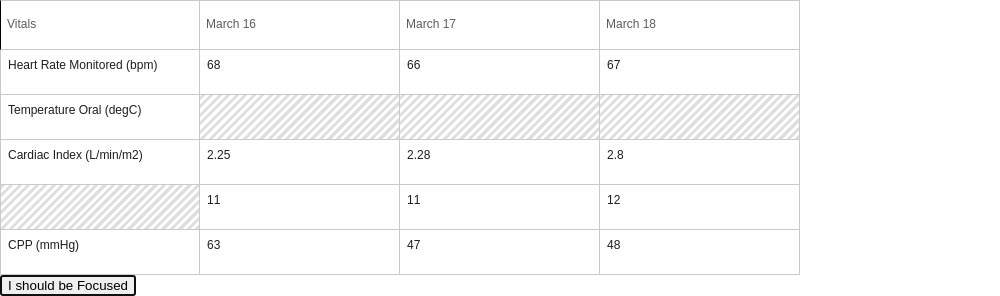 Vitals March 16 March 17 March 18
Heart Rate Monitored (bpm) 68 66 67
Temperature Oral (degC)
Cardiac Index (L/min/m2) 2.25 2.28 2.8
11 11 12
CPP (mmHg) 63 47 48
I should be Focused